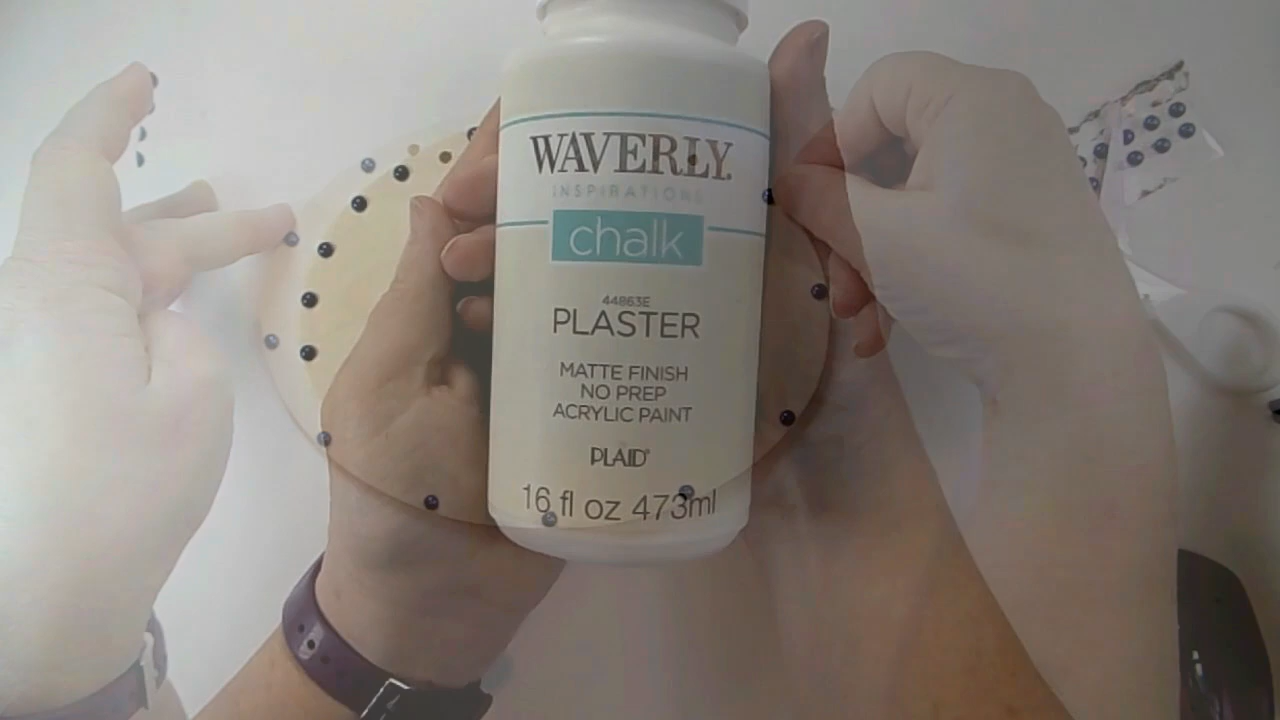 WAVERLY
INSPIRATIONS
chalk
44863E
PLASTER
MATTE FINISH
NO PREP
ACRYLIC PAINT
PLAID®
16 fl oz 473ml